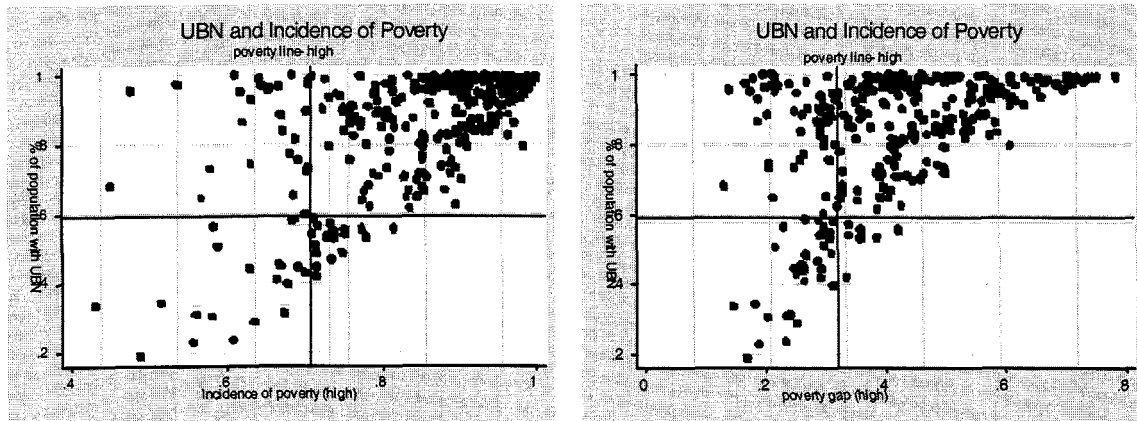 UBN and Incidence of Poverty
poverty line- high
% of population with UBN
1
.8
.6
.4
.2
.4
.6
.8
1
Incidence of poverty (high)
UBN and Incidence of Poverty
poverty line- high
% of population with UBN
1
.8
.6
.4
.2
0
.2
.4
.6
.8
poverty gap (high)